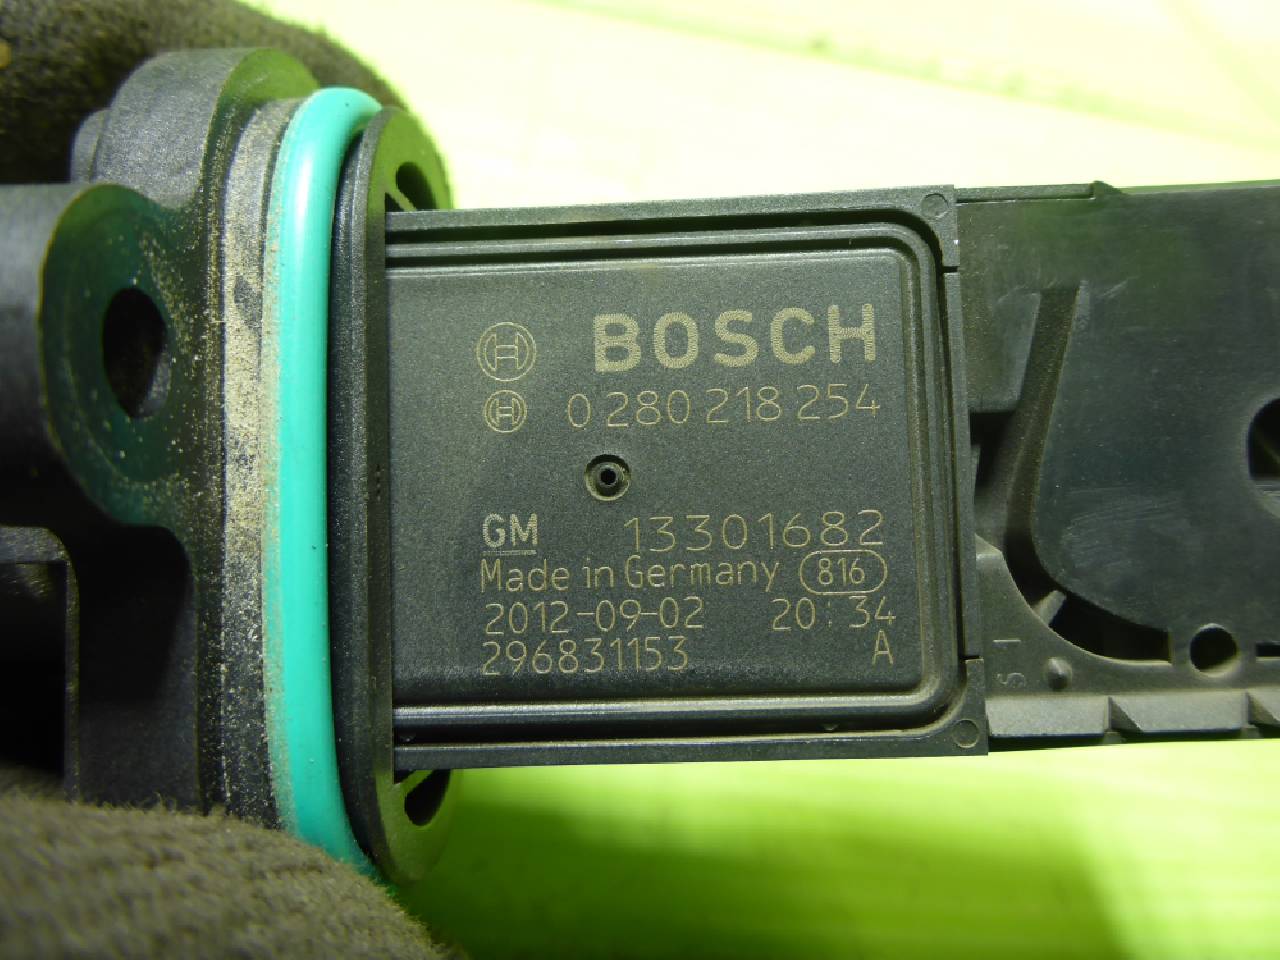 BOSCH
0 280 218 254
GM 13301682
Made in Germany 816
2012-09-02 20:34
296831153 A
S I